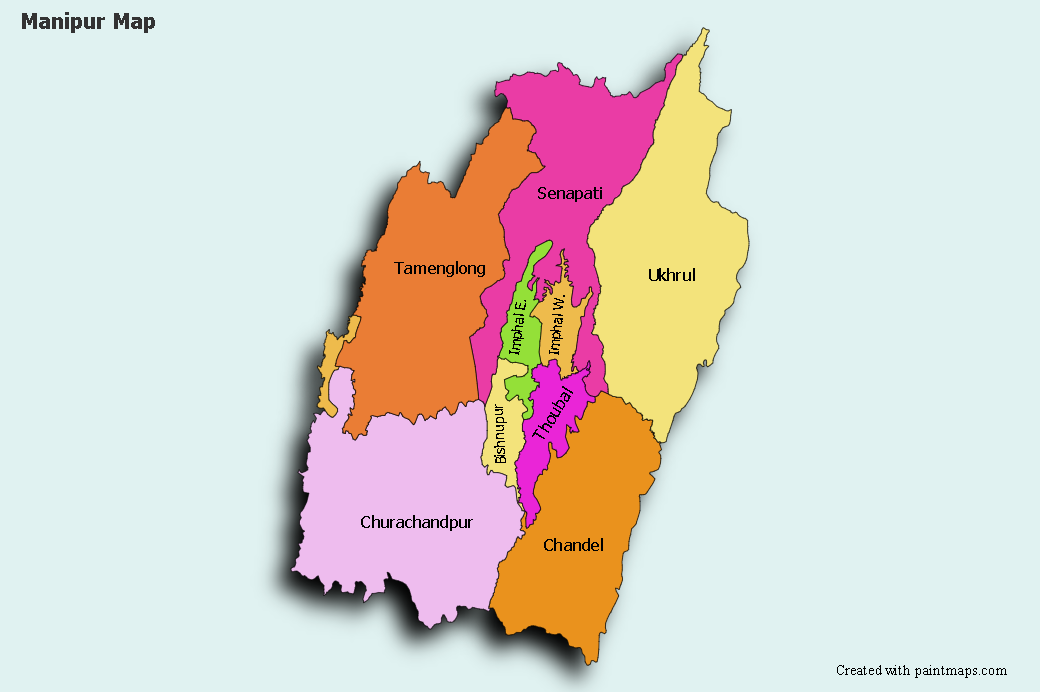 Manipur Map
Senapati
Tamenglong
Ukhrul
Imphal E.
Imphal W.
Thoubal
Bishnupur
Churachandpur
Chandel
Created with paintmaps.com